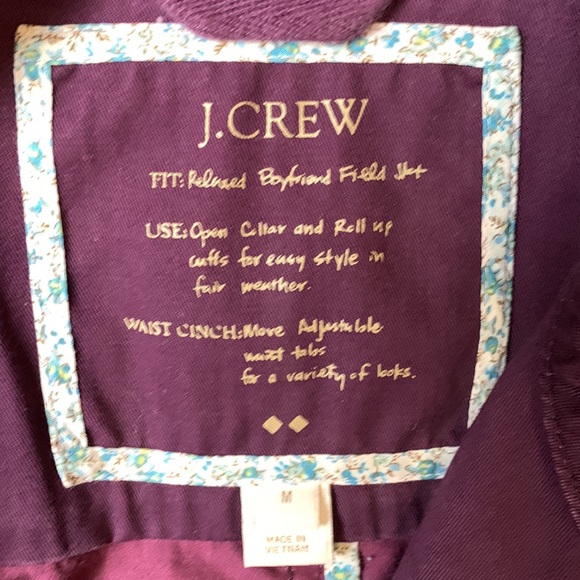 J.CREW
FIT: Relaxed Boyfriend Field Jkt
USE: Open Collar and Roll up
cuffs for easy style in
fair weather.
WAIST CINCH: Move Adjustable
waist tabs
for a variety of looks.
M
MADE IN
VIETNAM